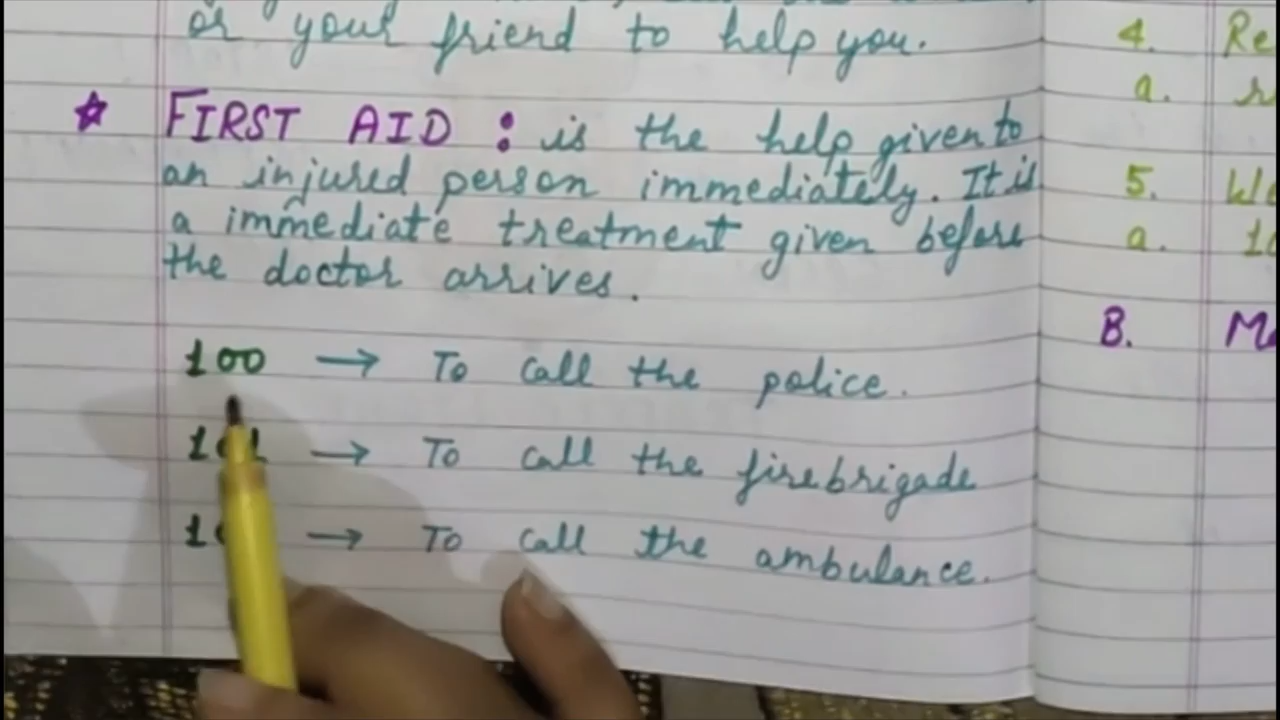 or your friend to help you.
☆ FIRST AID : is the help given to
an injured person immediately. It is
a immediate treatment given before
the doctor arrives.
100 → To call the police.
101 → To call the firebrigade
→ To call the ambulance.
4.
a.
5.
a.
B.